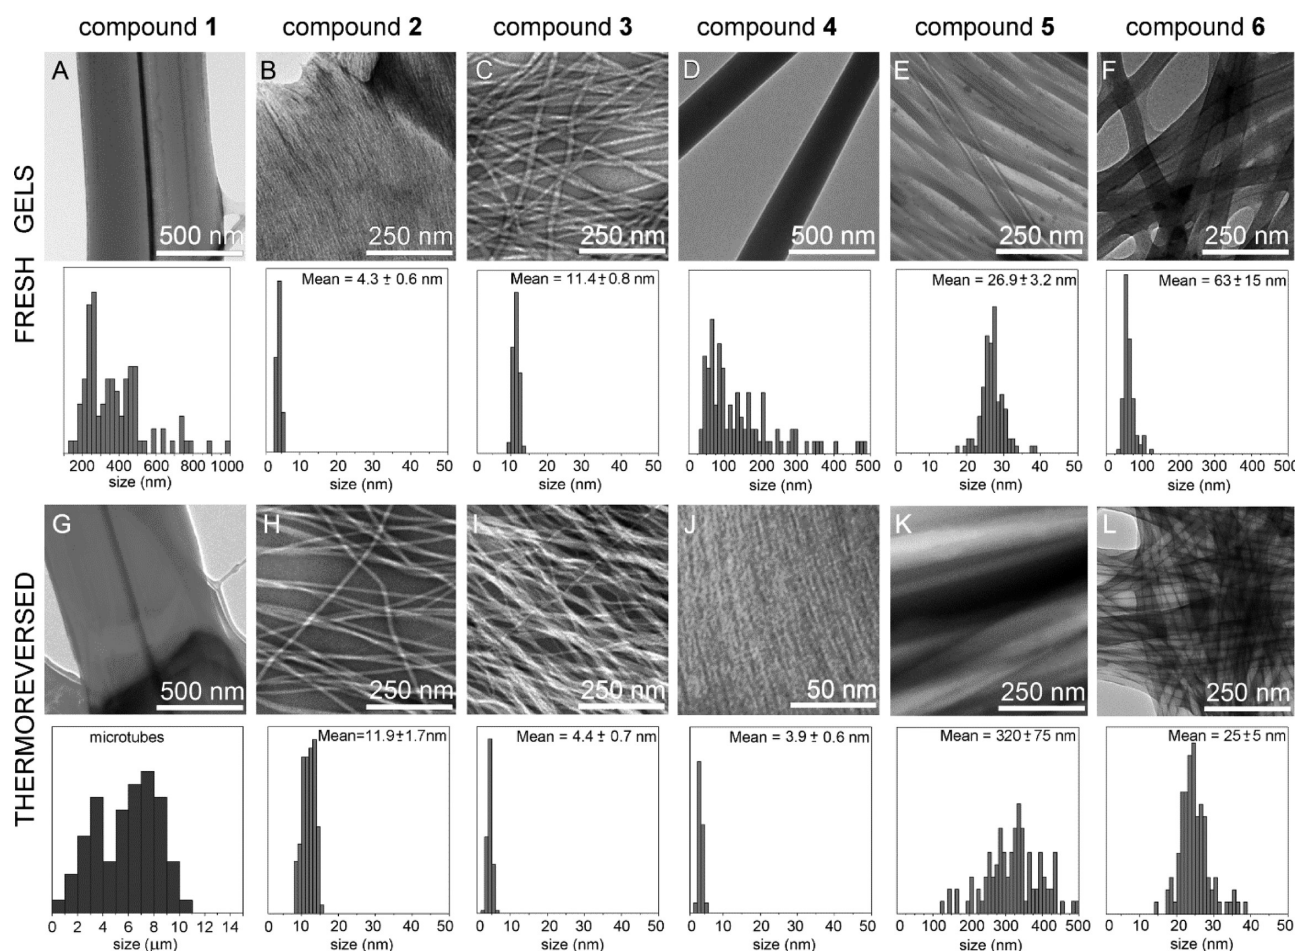 compound 1 compound 2 compound 3 compound 4 compound 5 compound 6
FRESH GELS
A B C D E F
500 nm 250 nm 250 nm 500 nm 250 nm 250 nm
Mean = 4.3 ± 0.6 nm Mean = 11.4±0.8 nm Mean = 26.9±3.2 nm Mean = 63±15 nm
200 400 600 800 1000 0 10 20 30 40 50 0 10 20 30 40 50 0 100 200 300 400 500 0 10 20 30 40 50 0 100 200 300 400 500
size (nm) size (nm) size (nm) size (nm) size (nm) size (nm)
THERMOREVERSED
G H I J K L
500 nm 250 nm 250 nm 50 nm 250 nm 250 nm
microtubes Mean=11.9±1.7nm Mean = 4.4 ± 0.7 nm Mean = 3.9 ± 0.6 nm Mean = 320±75 nm Mean = 25±5 nm
0 2 4 6 8 10 12 14 0 10 20 30 40 50 0 10 20 30 40 50 0 10 20 30 40 50 0 100 200 300 400 500 0 10 20 30 40 50
size (μm) size (nm) size (nm) size (nm) size (nm) size (nm)